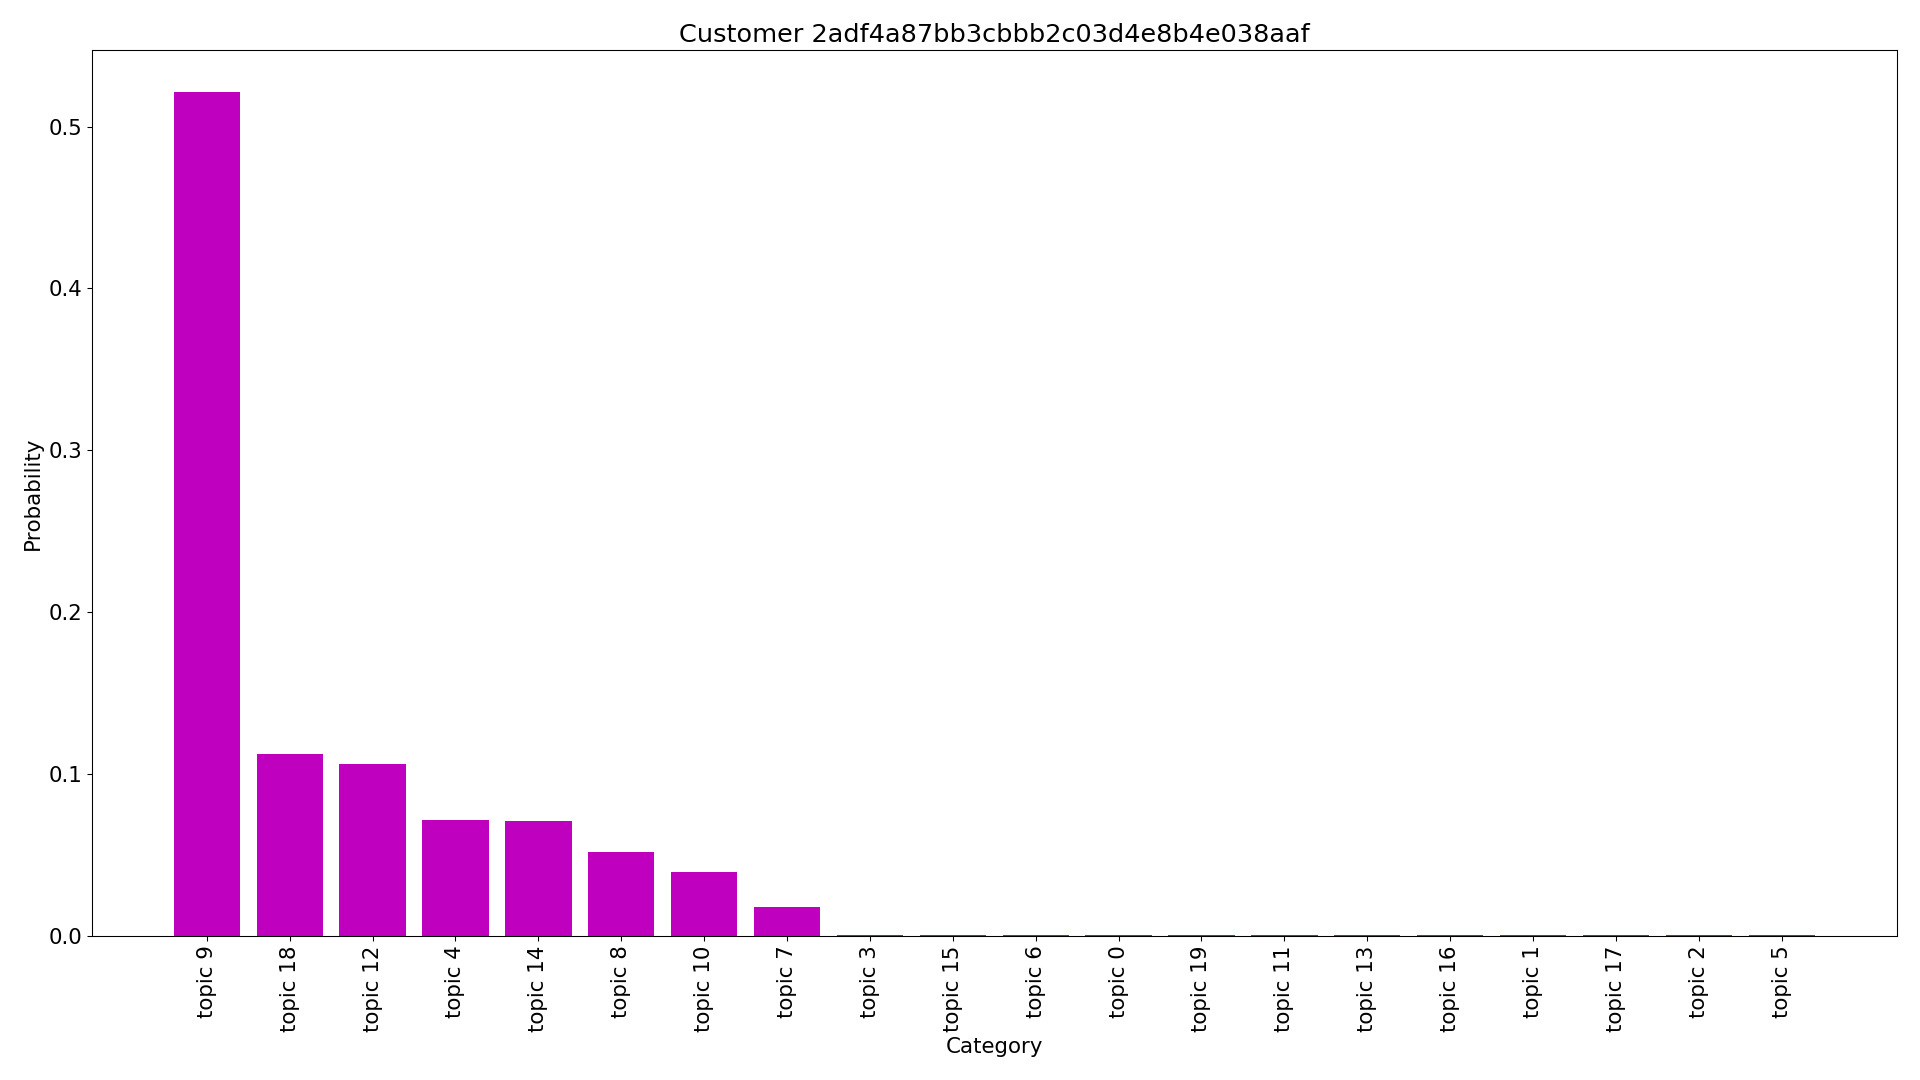 Customer 2adf4a87bb3cbbb2c03d4e8b4e038aaf
Probability
0.5
0.4
0.3
0.2
0.1
0.0
topic 9
topic 18
topic 12
topic 4
topic 14
topic 8
topic 10
topic 7
topic 3
topic 15
topic 6
topic 0
topic 19
topic 11
topic 13
topic 16
topic 1
topic 17
topic 2
topic 5
Category